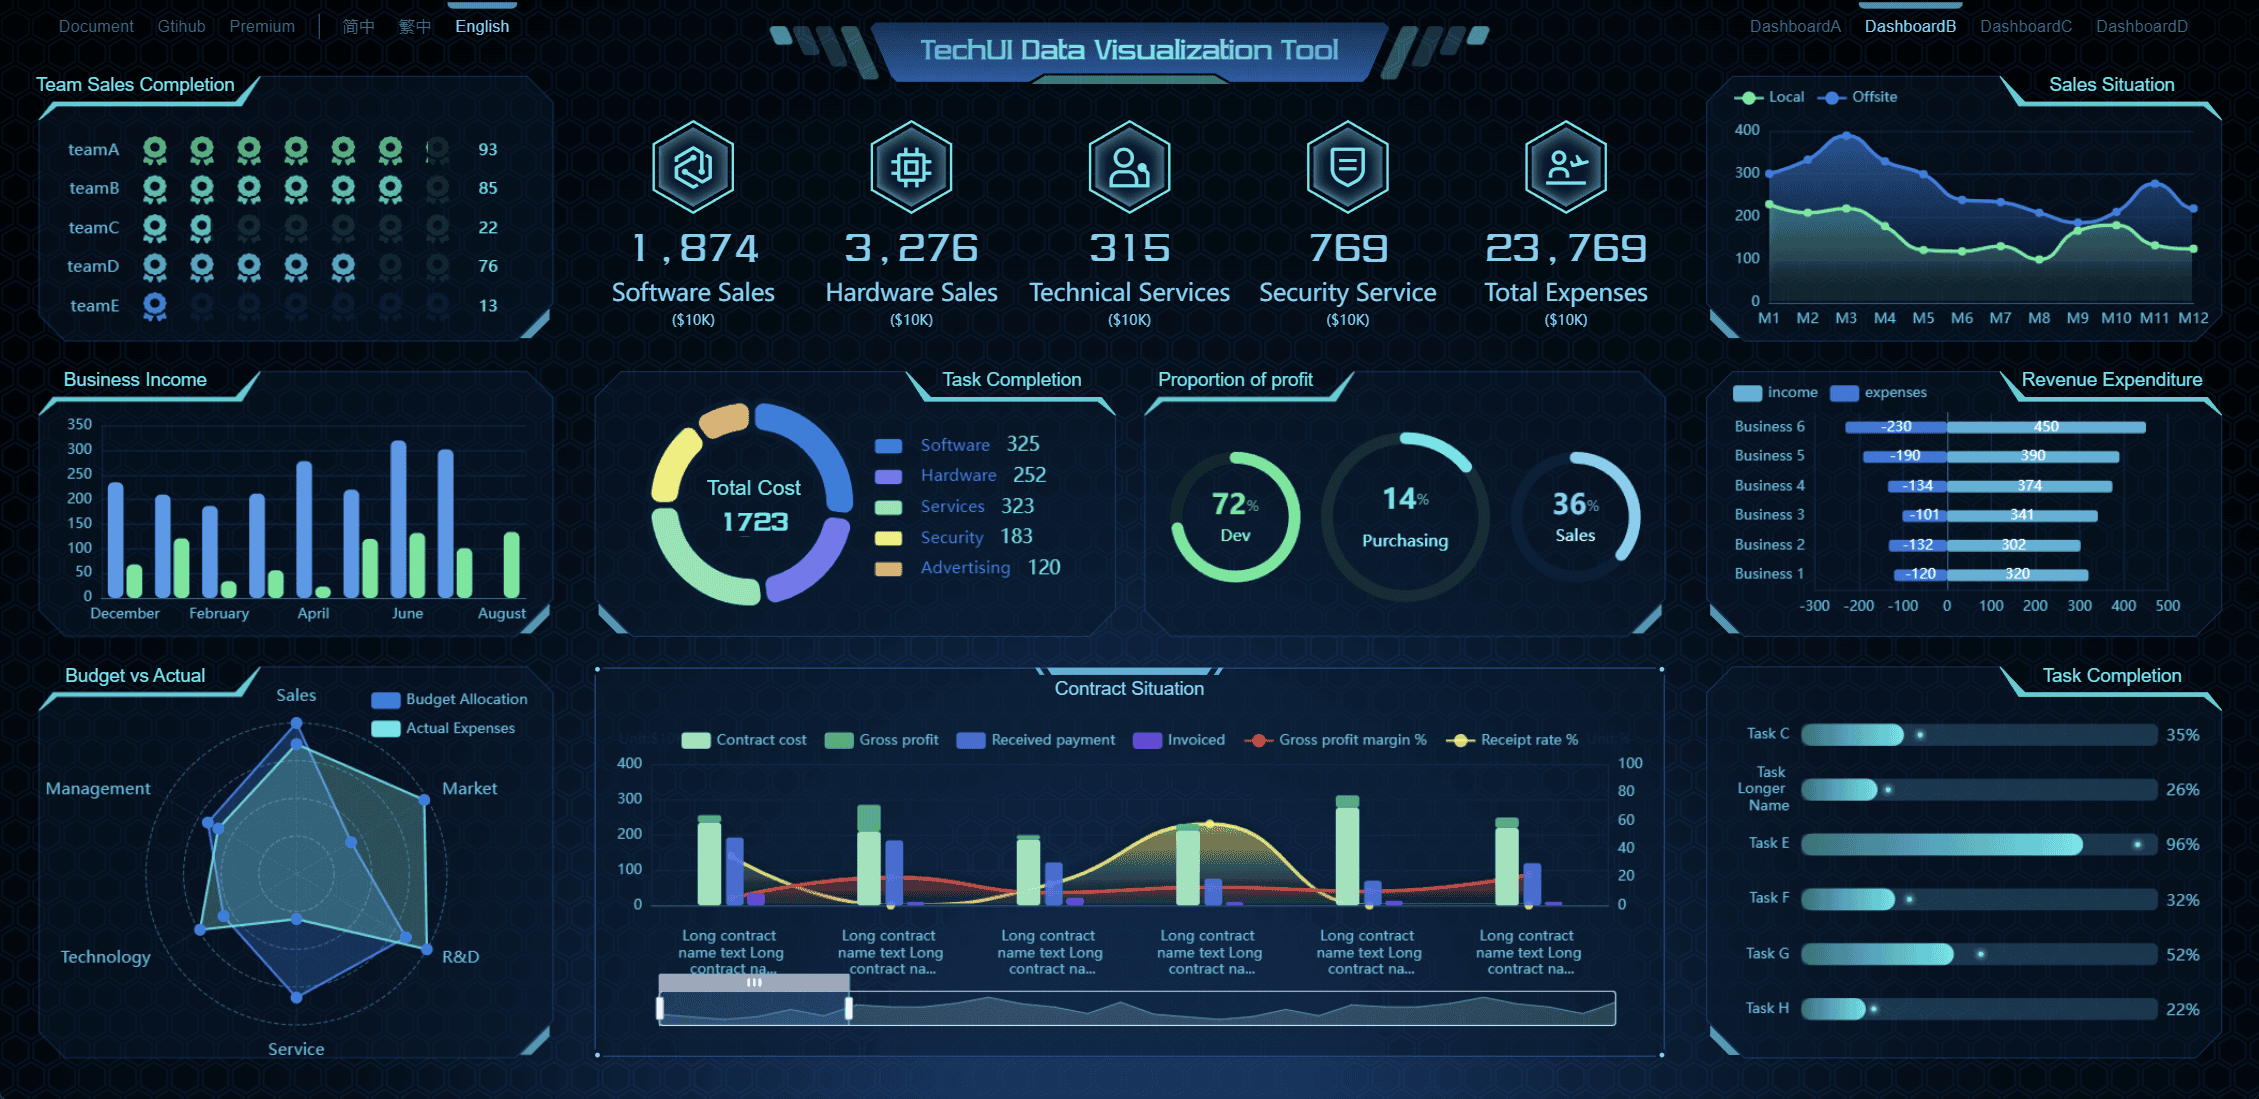 Document Gtihub Premium 简中 繁中 English
TechUI Data Visualization Tool
DashboardA DashboardB DashboardC DashboardD
Team Sales Completion
teamA 93
teamB 85
teamC 22
teamD 76
teamE 13
1,874
Software Sales
($10K)
3,276
Hardware Sales
($10K)
315
Technical Services
($10K)
769
Security Service
($10K)
23,769
Total Expenses
($10K)
Sales Situation
Local Offsite
400
300
200
100
0
M1 M2 M3 M4 M5 M6 M7 M8 M9 M10 M11 M12
Business Income
350
300
250
200
150
100
50
0
December February April June August
Task Completion
Total Cost
1723
Software 325
Hardware 252
Services 323
Security 183
Advertising 120
Proportion of profit
72%
Dev
14%
Purchasing
36%
Sales
Revenue Expenditure
income expenses
Business 6 -230 450
Business 5 -190 390
Business 4 -134 374
Business 3 -101 341
Business 2 -132 302
Business 1 -120 320
-300 -200 -100 0 100 200 300 400 500
Budget vs Actual
Budget Allocation
Actual Expenses
Sales
Management
Market
Technology
R&D
Service
Contract Situation
Contract cost Gross profit Received payment Invoiced Gross profit margin % Receipt rate %
400
300
200
100
0
100
80
60
40
20
0
Long contract
name text Long
contract na...
Long contract
name text Long
contract na...
Long contract
name text Long
contract na...
Long contract
name text Long
contract na...
Long contract
name text Long
contract na...
Long contract
name text Long
contract na...
Task Completion
Task C 35%
Task
Longer
Name
26%
Task E 96%
Task F 32%
Task G 52%
Task H 22%